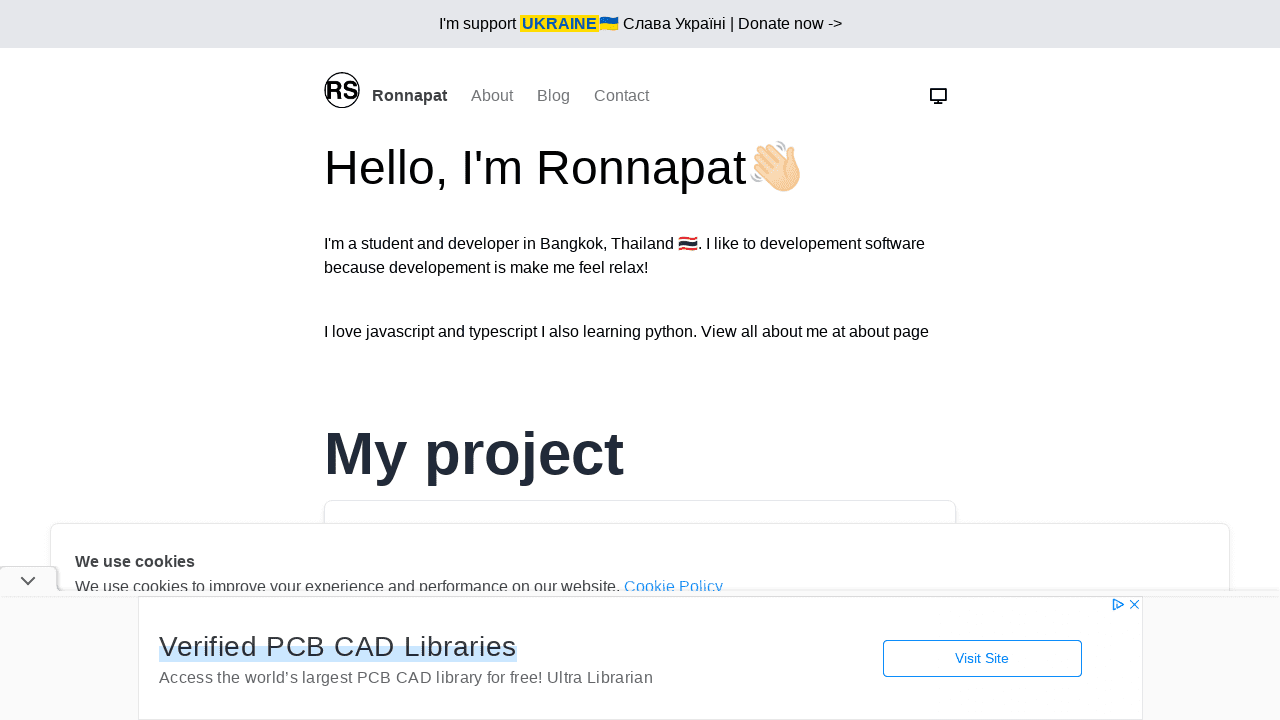 I'm support UKRAINE🇺🇦 Слава Україні | Donate now ->
RS Ronnapat About Blog Contact
Hello, I'm Ronnapat👋🏻
I'm a student and developer in Bangkok, Thailand 🇹🇭. I like to developement software
because developement is make me feel relax!
I love javascript and typescript I also learning python. View all about me at about page
My project
We use cookies
We use cookies to improve your experience and performance on our website. Cookie Policy
Verified PCB CAD Libraries
Access the world's largest PCB CAD library for free! Ultra Librarian
Visit Site